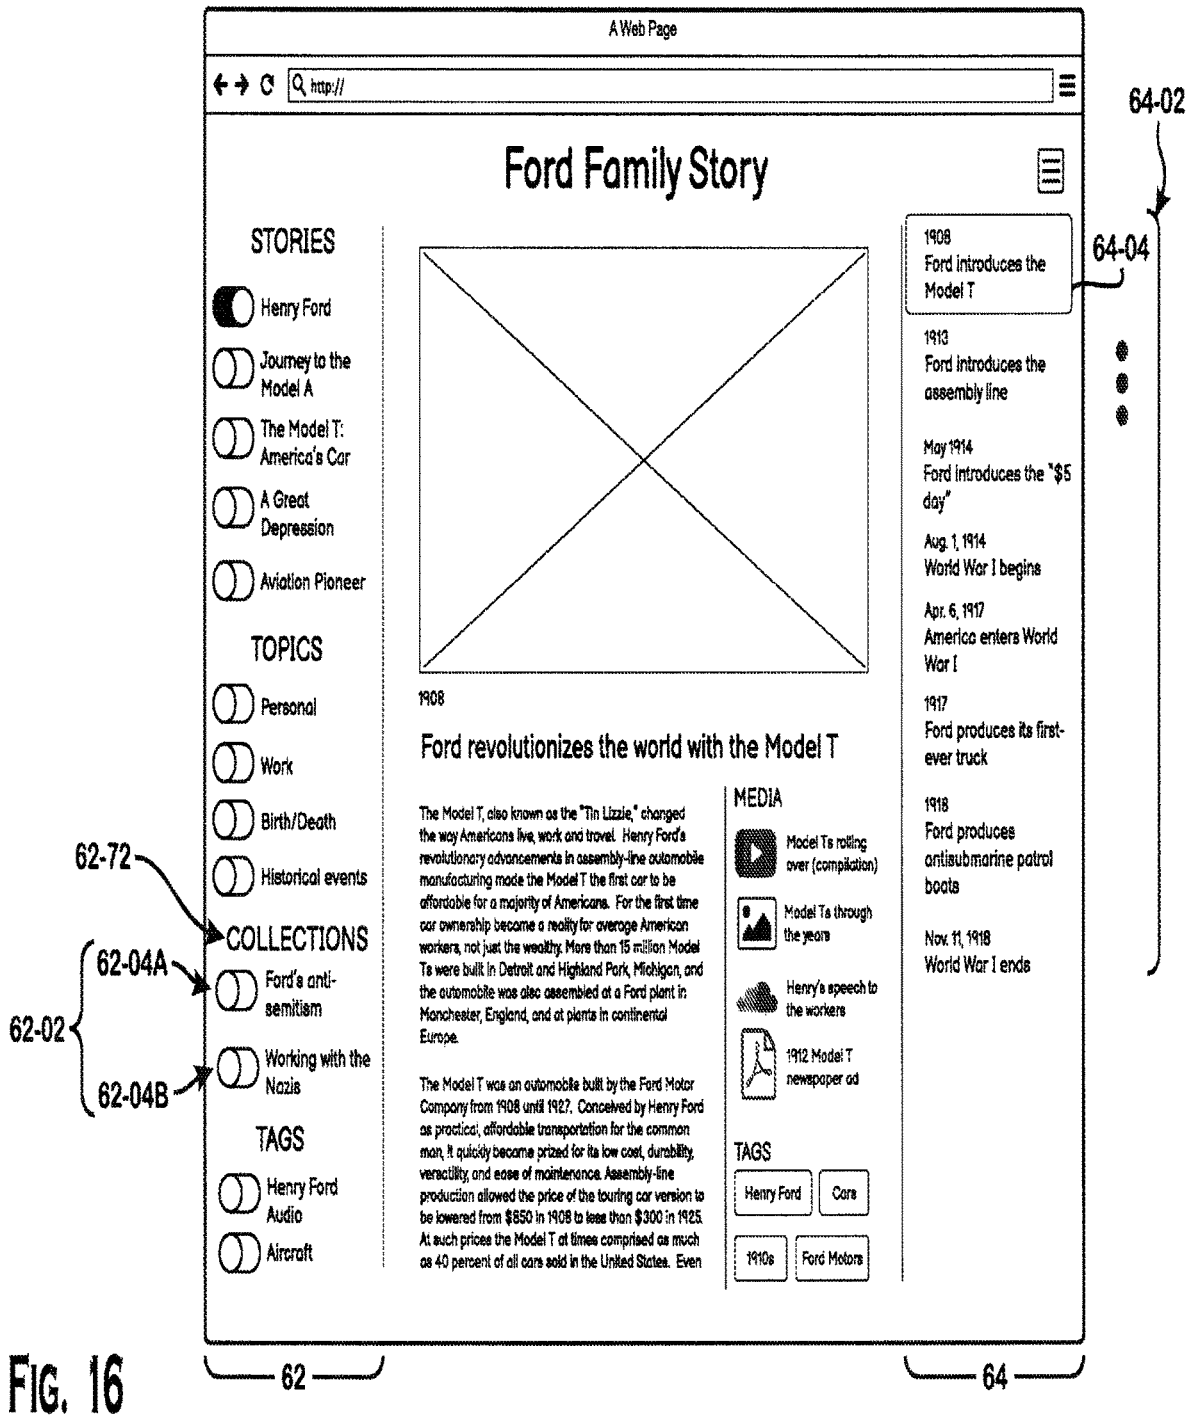 A Web Page
http://
Ford Family Story
64-02
STORIES
Henry Ford
Journey to the
Model A
The Model T:
America's Car
A Great
Depression
Aviation Pioneer
TOPICS
Personal
Work
Birth/Death
Historical events
62-72
COLLECTIONS
62-04A
Ford's anti-
semitism
62-02
Working with the
Nazis
62-04B
TAGS
Henry Ford
Audio
Aircraft
1908
Ford revolutionizes the world with the Model T
The Model T, also known as the "Tin Lizzie," changed
the way Americans live, work and travel. Henry Ford's
revolutionary advancements in assembly-line automobile
manufacturing made the Model T the first car to be
affordable for a majority of Americans. For the first time
car ownership became a reality for average American
workers, not just the wealthy. More than 15 million Model
Ts were built in Detroit and Highland Park, Michigan, and
the automobile was also assembled at a Ford plant in
Manchester, England, and at plants in continental
Europe.
The Model T was an automobile built by the Ford Motor
Company from 1908 until 1927. Conceived by Henry Ford
as practical, affordable transportation for the common
man, it quickly became prized for its low cost, durability,
versatility, and ease of maintenance. Assembly-line
production allowed the price of the touring car version to
be lowered from $850 in 1908 to less than $300 in 1925.
At such prices the Model T at times comprised as much
as 40 percent of all cars sold in the United States. Even
MEDIA
Model Ts rolling
over (compilation)
Model Ts through
the years
Henry's speech to
the workers
1912 Model T
newspaper ad
TAGS
Henry Ford
Cars
1910s
Ford Motors
1908
Ford introduces the
Model T
64-04
1913
Ford introduces the
assembly line
May 1914
Ford introduces the "$5
day"
Aug. 1, 1914
World War I begins
Apr. 6, 1917
America enters World
War I
1917
Ford produces its first-
ever truck
1918
Ford produces
antisubmarine patrol
boats
Nov. 11, 1918
World War I ends
62
64
FIG. 16